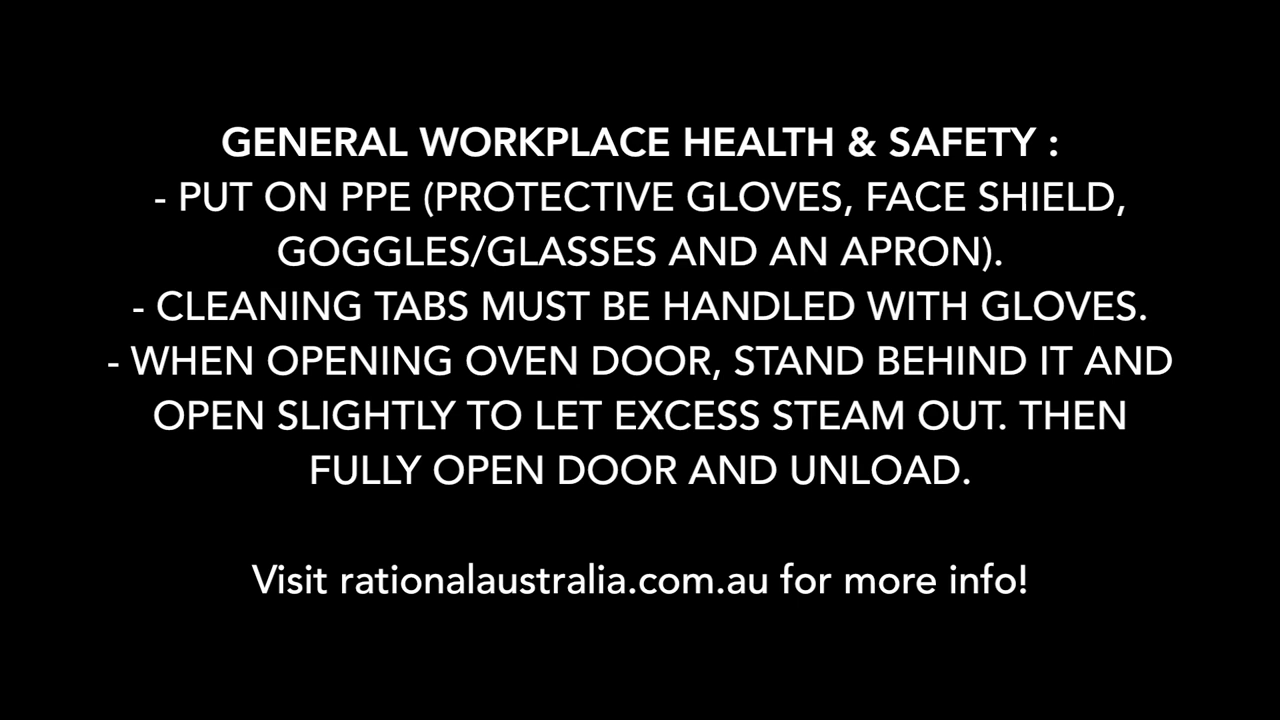 GENERAL WORKPLACE HEALTH & SAFETY :
- PUT ON PPE (PROTECTIVE GLOVES, FACE SHIELD,
GOGGLES/GLASSES AND AN APRON).
- CLEANING TABS MUST BE HANDLED WITH GLOVES.
- WHEN OPENING OVEN DOOR, STAND BEHIND IT AND
OPEN SLIGHTLY TO LET EXCESS STEAM OUT. THEN
FULLY OPEN DOOR AND UNLOAD.
Visit rationalaustralia.com.au for more info!